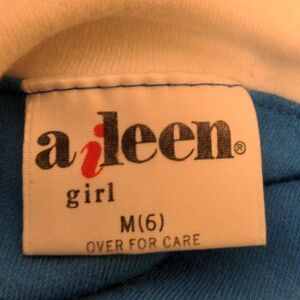 aileen®
girl
M(6)
OVER FOR CARE